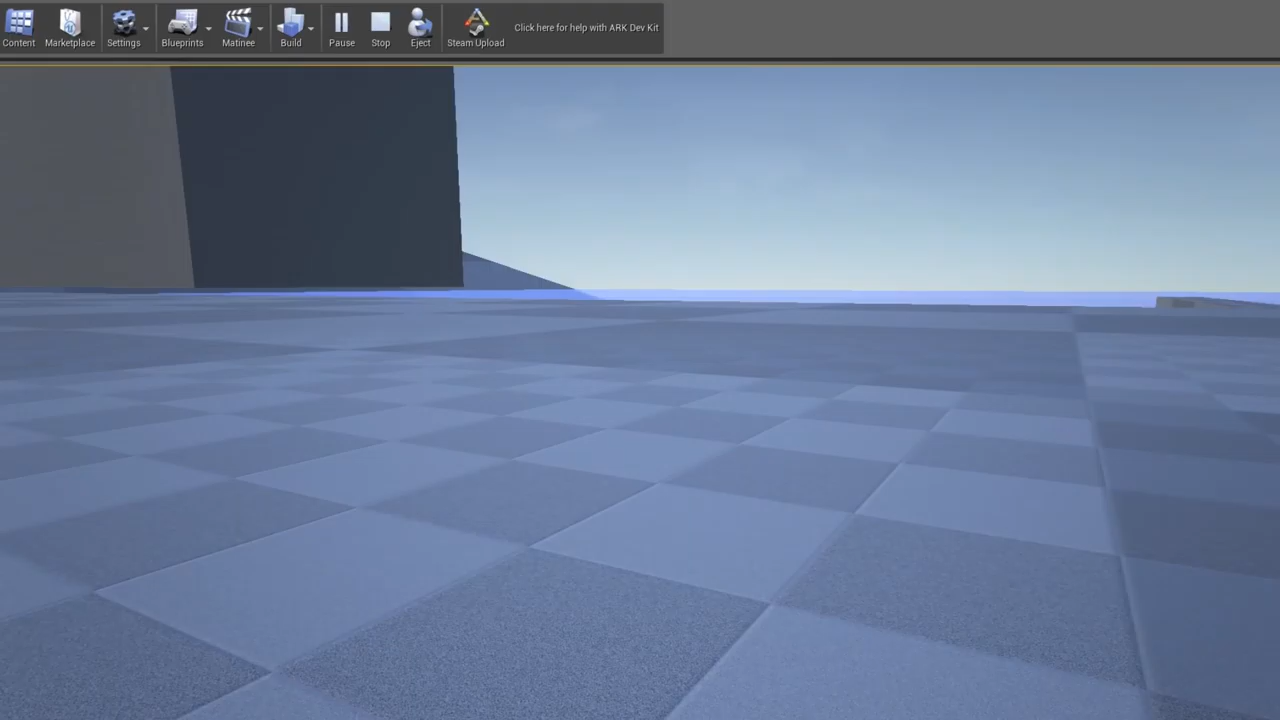 Content
Marketplace
Settings
Blueprints
Matinee
Build
Pause
Stop
Eject
Steam Upload
Click here for help with ARK Dev Kit